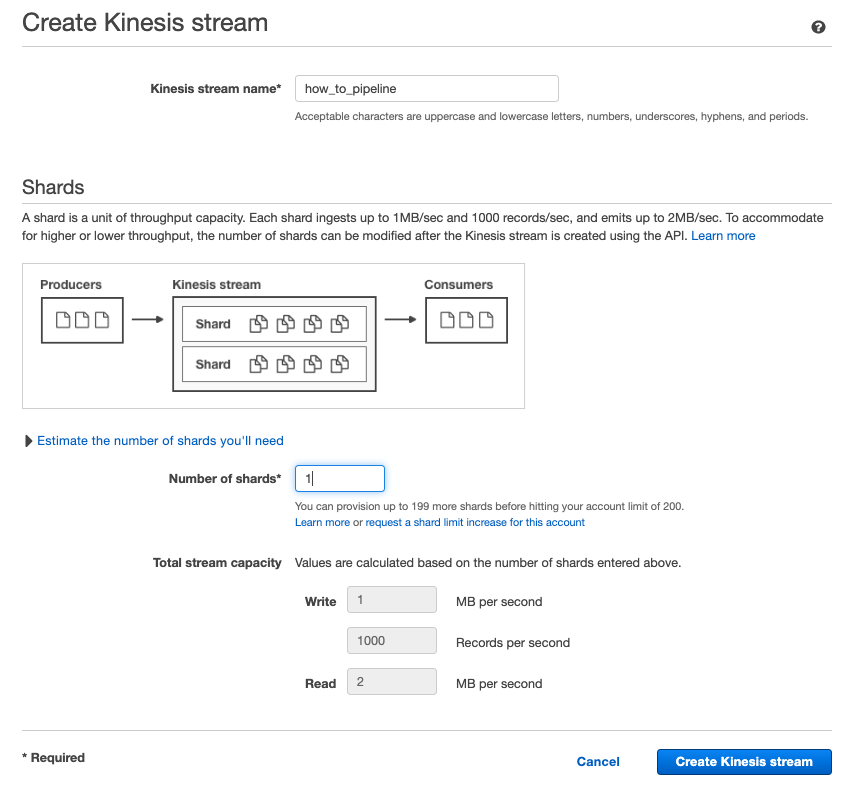 Create Kinesis stream
Kinesis stream name* how_to_pipeline
Acceptable characters are uppercase and lowercase letters, numbers, underscores, hyphens, and periods.
Shards
A shard is a unit of throughput capacity. Each shard ingests up to 1MB/sec and 1000 records/sec, and emits up to 2MB/sec. To accommodate
for higher or lower throughput, the number of shards can be modified after the Kinesis stream is created using the API. Learn more
Producers Kinesis stream Consumers
Shard
Shard
Estimate the number of shards you'll need
Number of shards* 1
You can provision up to 199 more shards before hitting your account limit of 200.
Learn more or request a shard limit increase for this account
Total stream capacity Values are calculated based on the number of shards entered above.
Write 1 MB per second
1000 Records per second
Read 2 MB per second
* Required Cancel Create Kinesis stream